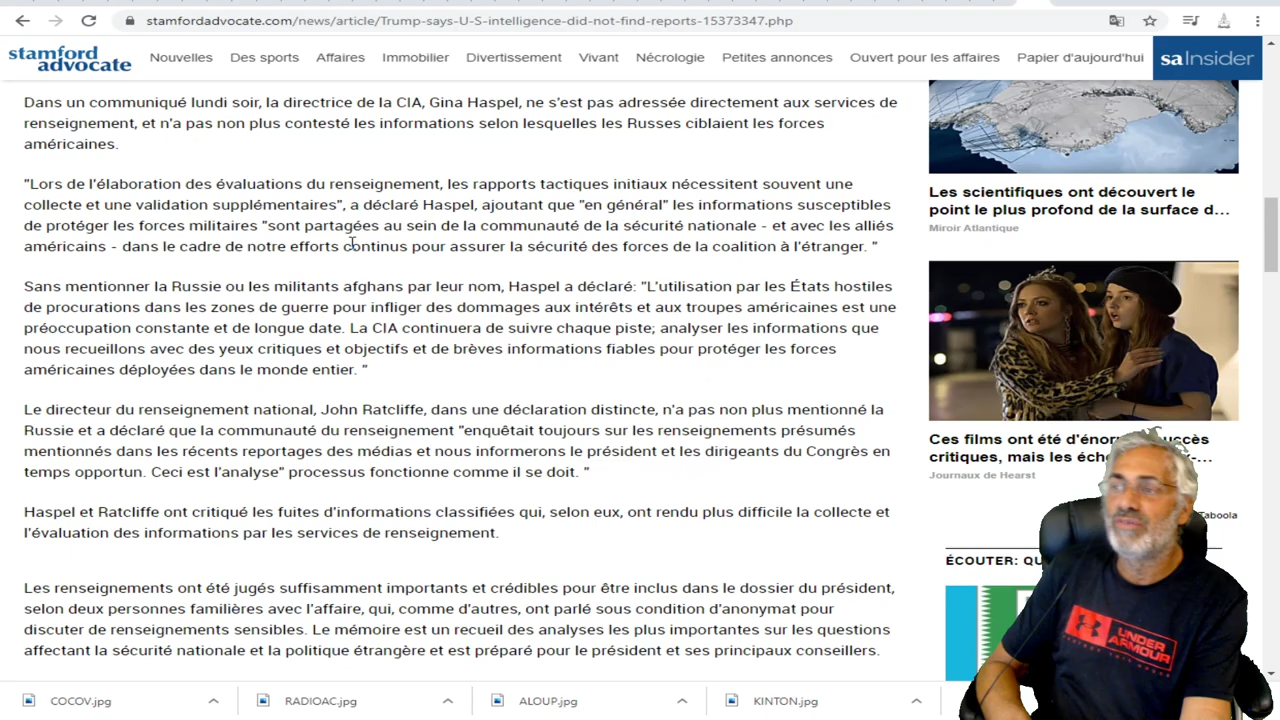 stamfordadvocate.com/news/article/Trump-says-U-S-intelligence-did-not-find-reports-15373347.php
stamford
advocate
Nouvelles
Des sports
Affaires
Immobilier
Divertissement
Vivant
Nécrologie
Petites annonces
Ouvert pour les affaires
Papier d'aujourd'hui
saInsider
Dans un communiqué lundi soir, la directrice de la CIA, Gina Haspel, ne s'est pas adressée directement aux services de
renseignement, et n'a pas non plus contesté les informations selon lesquelles les Russes ciblaient les forces
américaines.
"Lors de l'élaboration des évaluations du renseignement, les rapports tactiques initiaux nécessitent souvent une
collecte et une validation supplémentaires", a déclaré Haspel, ajoutant que "en général" les informations susceptibles
de protéger les forces militaires "sont partagées au sein de la communauté de la sécurité nationale - et avec les alliés
américains - dans le cadre de notre efforts continus pour assurer la sécurité des forces de la coalition à l'étranger. "
Sans mentionner la Russie ou les militants afghans par leur nom, Haspel a déclaré: "L'utilisation par les États hostiles
de procurations dans les zones de guerre pour infliger des dommages aux intérêts et aux troupes américaines est une
préoccupation constante et de longue date. La CIA continuera de suivre chaque piste; analyser les informations que
nous recueillons avec des yeux critiques et objectifs et de brèves informations fiables pour protéger les forces
américaines déployées dans le monde entier. "
Le directeur du renseignement national, John Ratcliffe, dans une déclaration distincte, n'a pas non plus mentionné la
Russie et a déclaré que la communauté du renseignement "enquêtait toujours sur les renseignements présumés
mentionnés dans les récents reportages des médias et nous informerons le président et les dirigeants du Congrès en
temps opportun. Ceci est l'analyse" processus fonctionne comme il se doit. "
Haspel et Ratcliffe ont critiqué les fuites d'informations classifiées qui, selon eux, ont rendu plus difficile la collecte et
l'évaluation des informations par les services de renseignement.
Les renseignements ont été jugés suffisamment importants et crédibles pour être inclus dans le dossier du président,
selon deux personnes familières avec l'affaire, qui, comme d'autres, ont parlé sous condition d'anonymat pour
discuter de renseignements sensibles. Le mémoire est un recueil des analyses les plus importantes sur les questions
affectant la sécurité nationale et la politique étrangère et est préparé pour le président et ses principaux conseillers.
Les scientifiques ont découvert le
point le plus profond de la surface d...
Miroir Atlantique
Ces films ont été d'énor
ccès
critiques, mais les éch
Journaux de Hearst
Taboola
ÉCOUTER: QU
UNDER
ARMOUR
COCOV.jpg
RADIOAC.jpg
ALOUP.jpg
KINTON.jpg